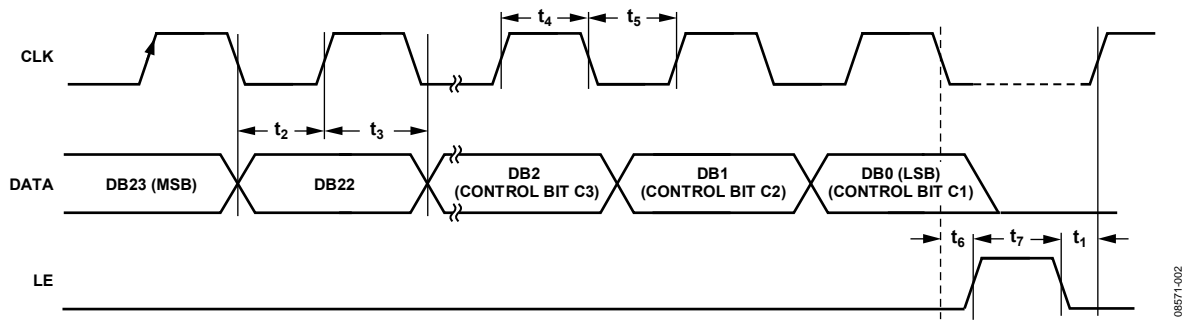 t4
t5
CLK
t2
t3
DATA
DB23 (MSB)
DB22
DB2
(CONTROL BIT C3)
DB1
(CONTROL BIT C2)
DB0 (LSB)
(CONTROL BIT C1)
t6
t7
t1
LE
08571-002